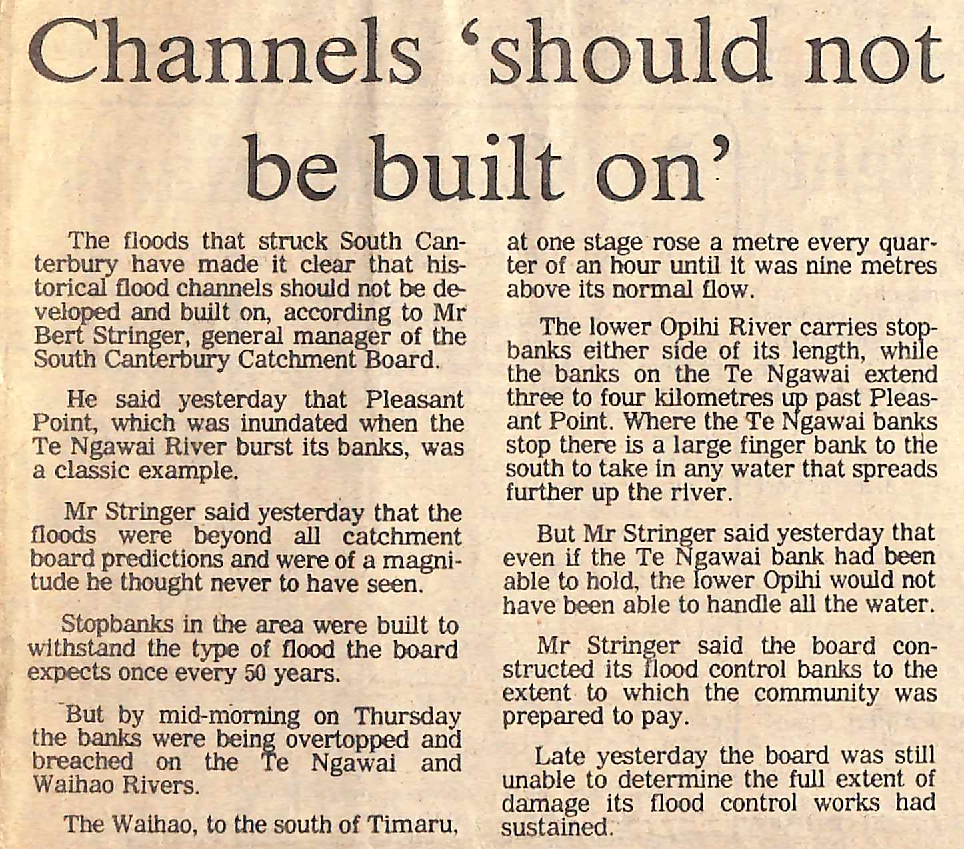 Channels ‘should not
be built on’
The floods that struck South Can-
terbury have made it clear that his-
torical flood channels should not be de-
veloped and built on, according to Mr
Bert Stringer, general manager of the
South Canterbury Catchment Board.
He said yesterday that Pleasant
Point, which was inundated when the
Te Ngawai River burst its banks, was
a classic example.
Mr Stringer said yesterday that the
floods were beyond all catchment
board predictions and were of a magni-
tude he thought never to have seen.
Stopbanks in the area were built to
withstand the type of flood the board
expects once every 50 years.
But by mid-morning on Thursday
the banks were being overtopped and
breached on the Te Ngawai and
Waihao Rivers.
The Waihao, to the south of Timaru,
at one stage rose a metre every quar-
ter of an hour until it was nine metres
above its normal flow.
The lower Opihi River carries stop-
banks either side of its length, while
the banks on the Te Ngawai extend
three to four kilometres up past Pleas-
ant Point. Where the Te Ngawai banks
stop there is a large finger bank to the
south to take in any water that spreads
further up the river.
But Mr Stringer said yesterday that
even if the Te Ngawai bank had been
able to hold, the lower Opihi would not
have been able to handle all the water.
Mr Stringer said the board con-
structed its flood control banks to the
extent to which the community was
prepared to pay.
Late yesterday the board was still
unable to determine the full extent of
damage its flood control works had
sustained.